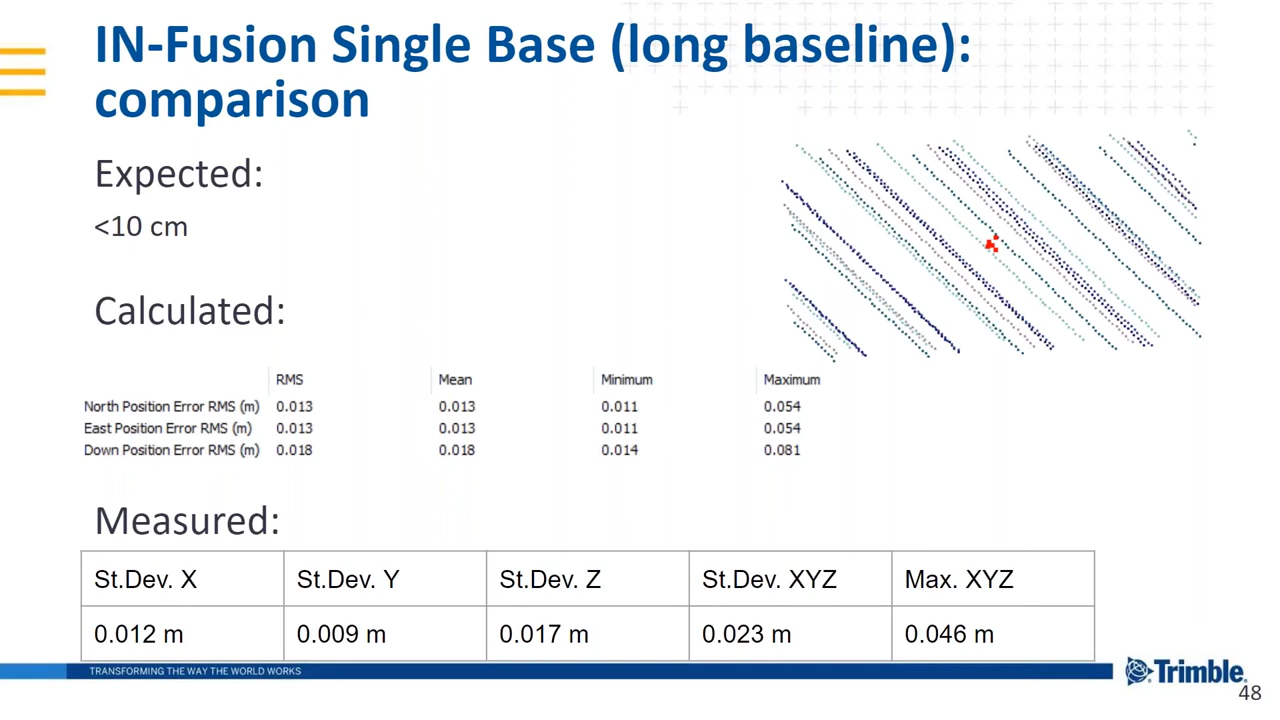 IN-Fusion Single Base (long baseline):
comparison
Expected:
<10 cm
Calculated:
RMS Mean Minimum Maximum
North Position Error RMS (m) 0.013 0.013 0.011 0.054
East Position Error RMS (m) 0.013 0.013 0.011 0.054
Down Position Error RMS (m) 0.018 0.018 0.014 0.081
Measured:
St.Dev. X St.Dev. Y St.Dev. Z St.Dev. XYZ Max. XYZ
0.012 m 0.009 m 0.017 m 0.023 m 0.046 m
TRANSFORMING THE WAY THE WORLD WORKS
Trimble.
48